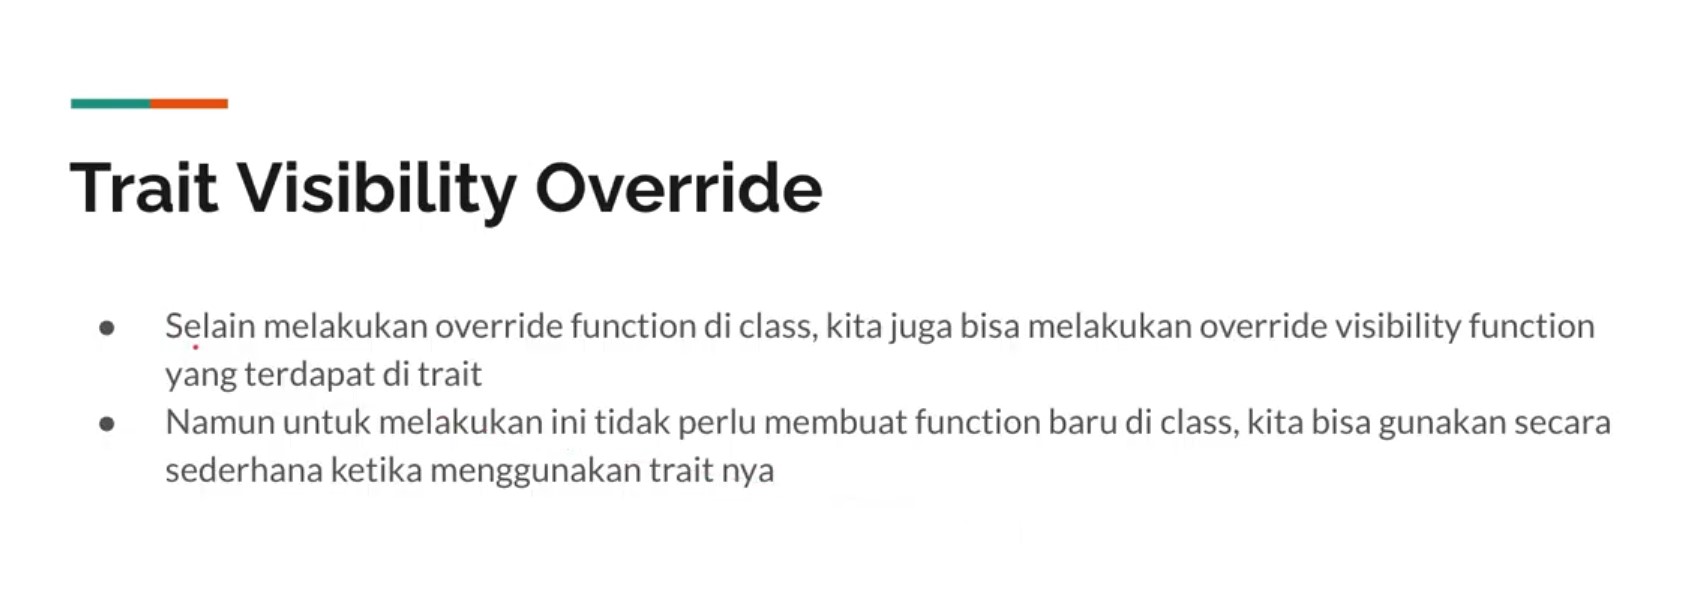 Trait Visibility Override
● Selain melakukan override function di class, kita juga bisa melakukan override visibility function
yang terdapat di trait
● Namun untuk melakukan ini tidak perlu membuat function baru di class, kita bisa gunakan secara
sederhana ketika menggunakan trait nya